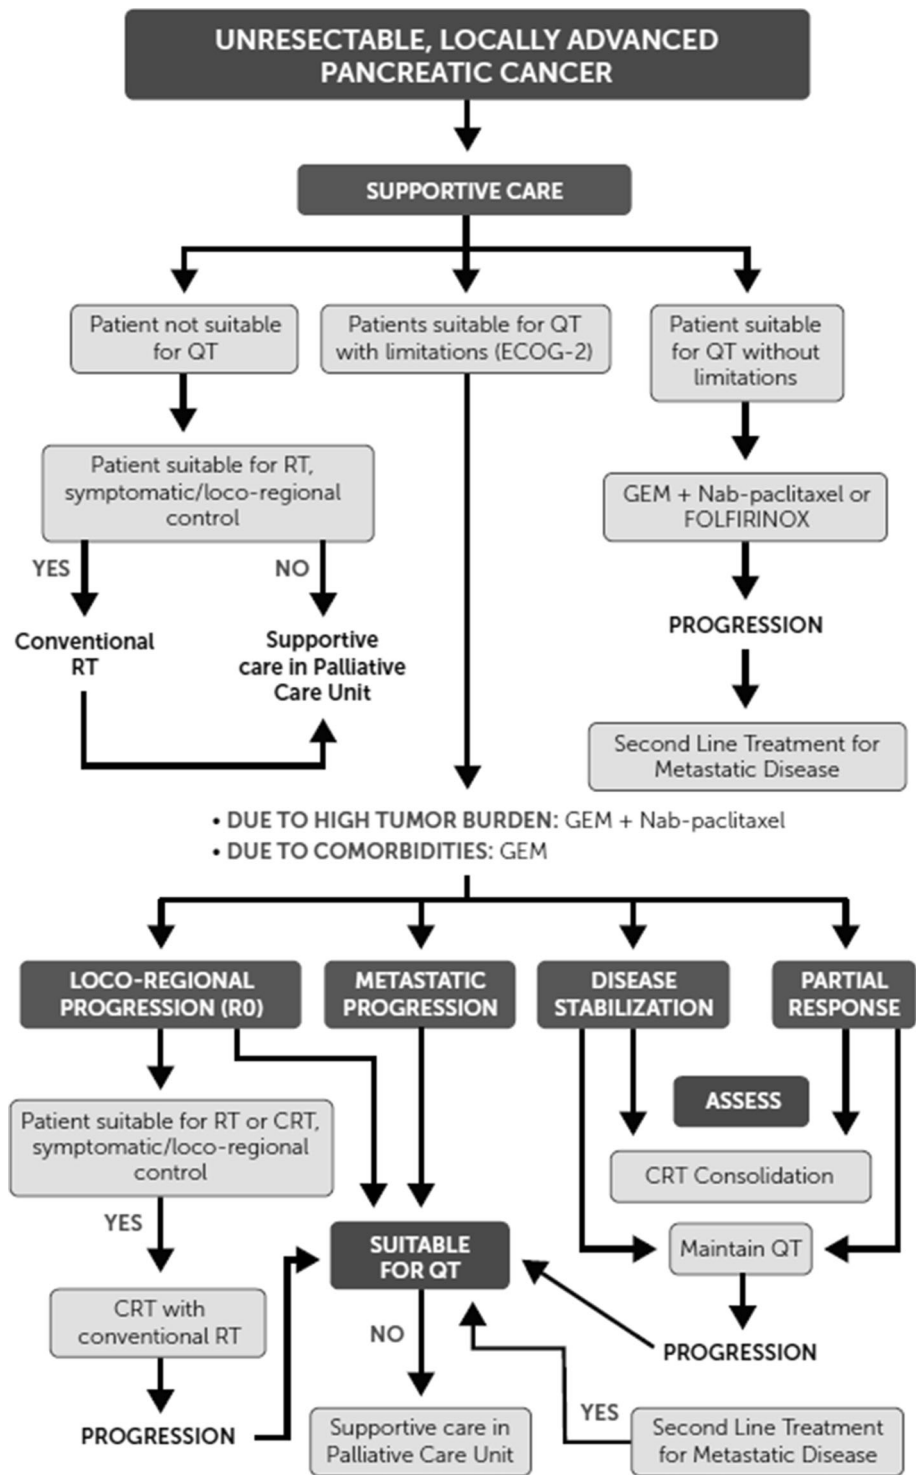 UNRESECTABLE, LOCALLY ADVANCED
PANCREATIC CANCER
SUPPORTIVE CARE
Patient not suitable
for QT
Patients suitable for QT
with limitations (ECOG-2)
Patient suitable
for QT without
limitations
Patient suitable for RT,
symptomatic/loco-regional
control
GEM + Nab-paclitaxel or
FOLFIRINOX
YES
NO
Conventional
RT
Supportive
care in Palliative
Care Unit
PROGRESSION
Second Line Treatment for
Metastatic Disease
• DUE TO HIGH TUMOR BURDEN: GEM + Nab-paclitaxel
• DUE TO COMORBIDITIES: GEM
LOCO-REGIONAL
PROGRESSION (R0)
METASTATIC
PROGRESSION
DISEASE
STABILIZATION
PARTIAL
RESPONSE
ASSESS
Patient suitable for RT or CRT,
symptomatic/loco-regional
control
CRT Consolidation
YES
SUITABLE
FOR QT
Maintain QT
CRT with
conventional RT
NO
PROGRESSION
PROGRESSION
Supportive care in
Palliative Care Unit
YES
Second Line Treatment
for Metastatic Disease